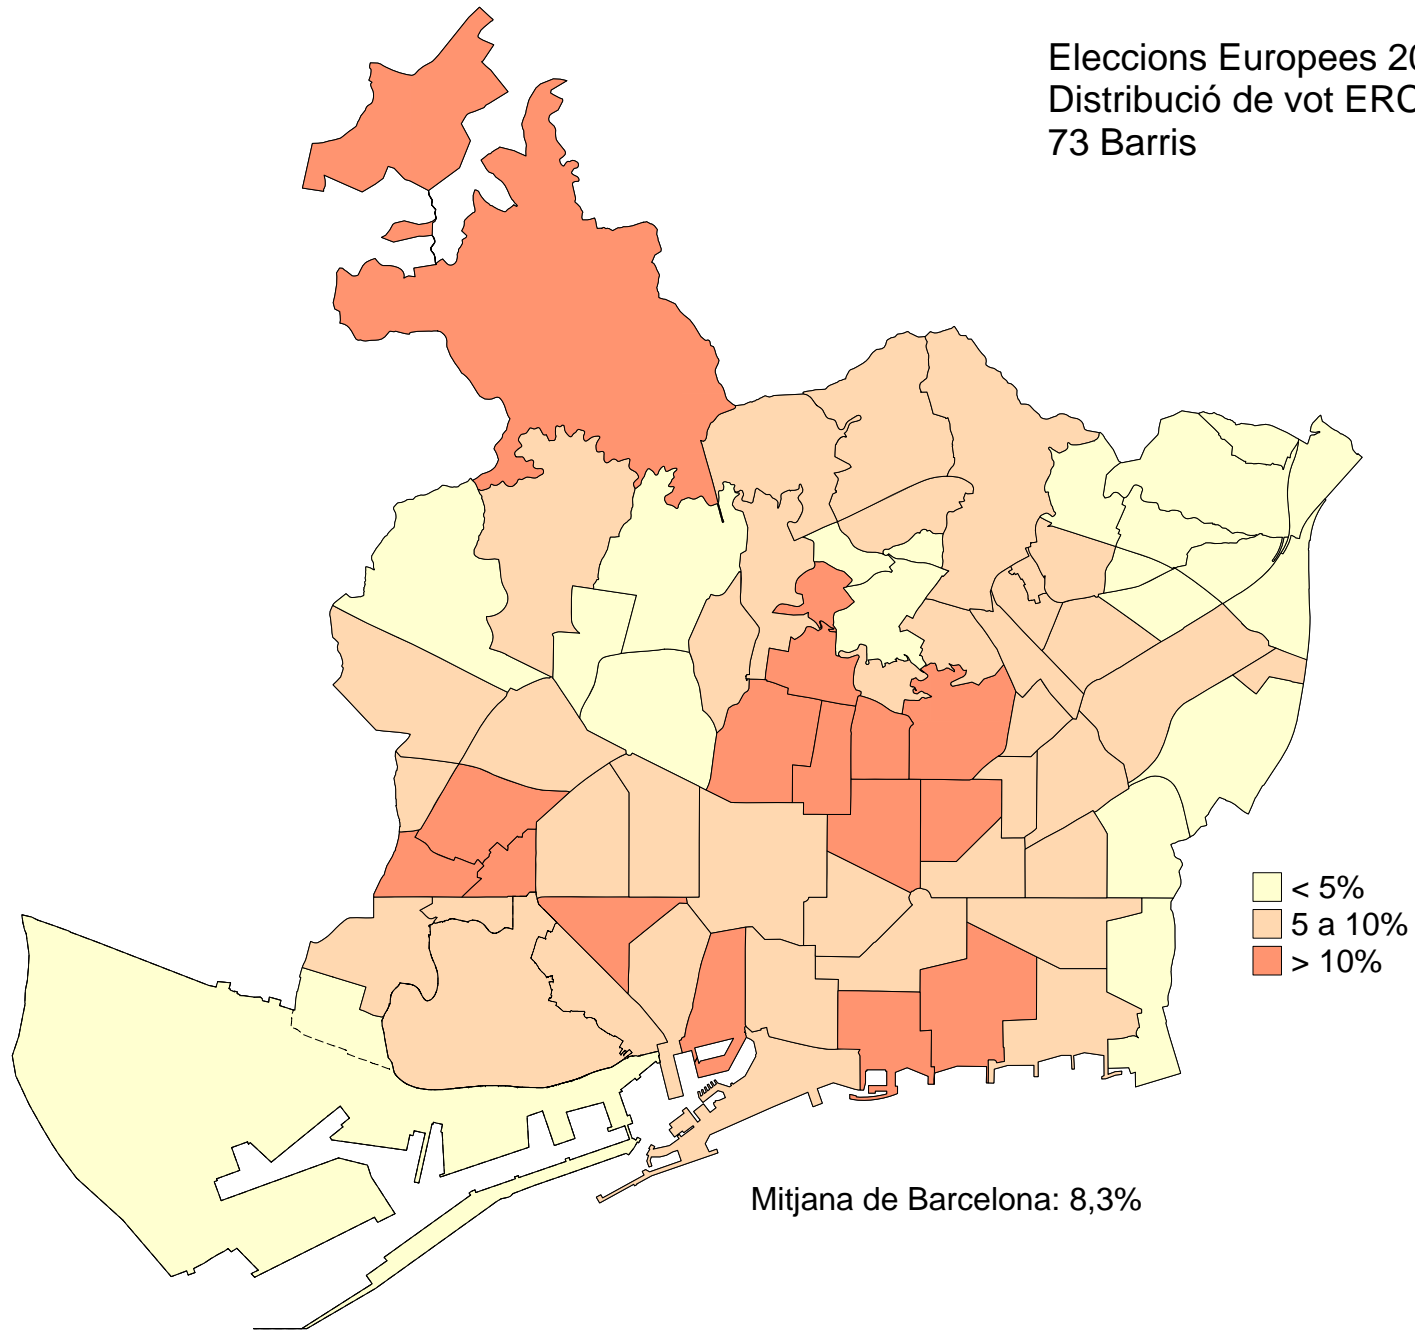 Eleccions Europees 20
Distribució de vot ERC
73 Barris
< 5%
5 a 10%
> 10%
Mitjana de Barcelona: 8,3%